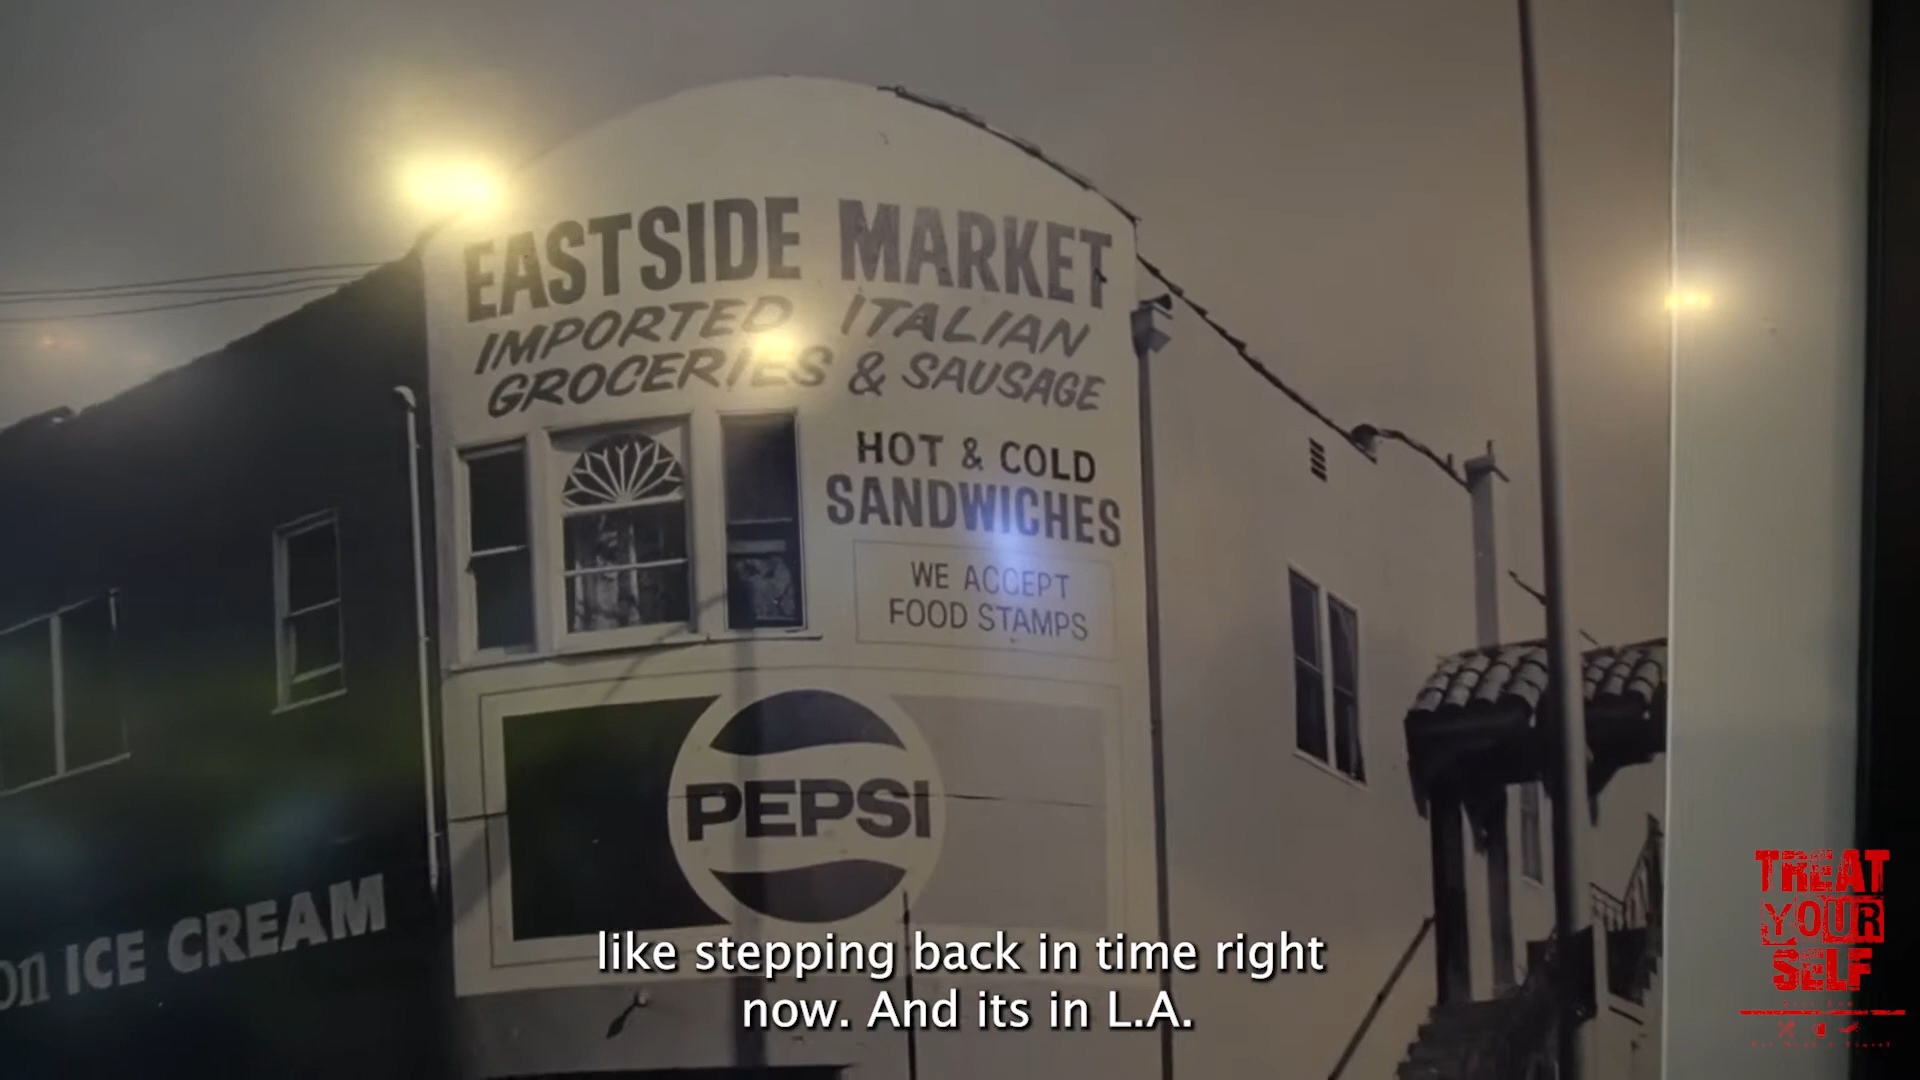 EASTSIDE MARKET
IMPORTED ITALIAN
GROCERIES & SAUSAGE
HOT & COLD
SANDWICHES
WE ACCEPT
FOOD STAMPS
PEPSI
on ICE CREAM
like stepping back in time right
now. And its in L.A.
TREAT
YOUR
SELF